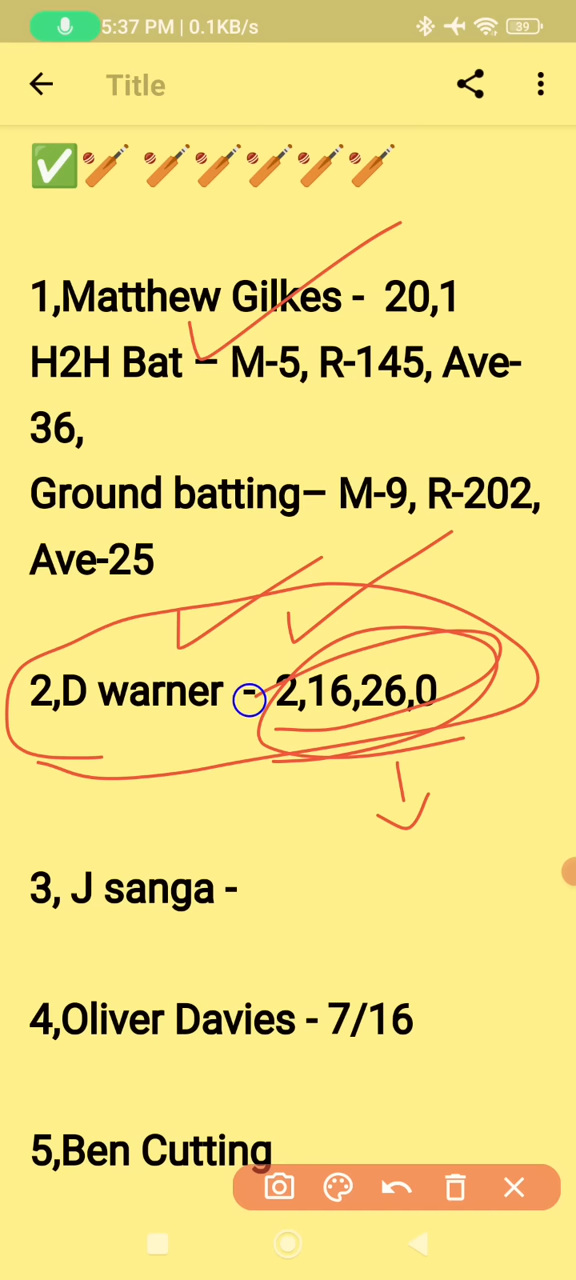 5:37 PM | 0.1KB/s
39
Title
1,Matthew Gilkes - 20,1
H2H Bat – M-5, R-145, Ave-
36,
Ground batting– M-9, R-202,
Ave-25
2,D warner - 2,16,26,0
3, J sanga -
4,Oliver Davies - 7/16
5,Ben Cutting